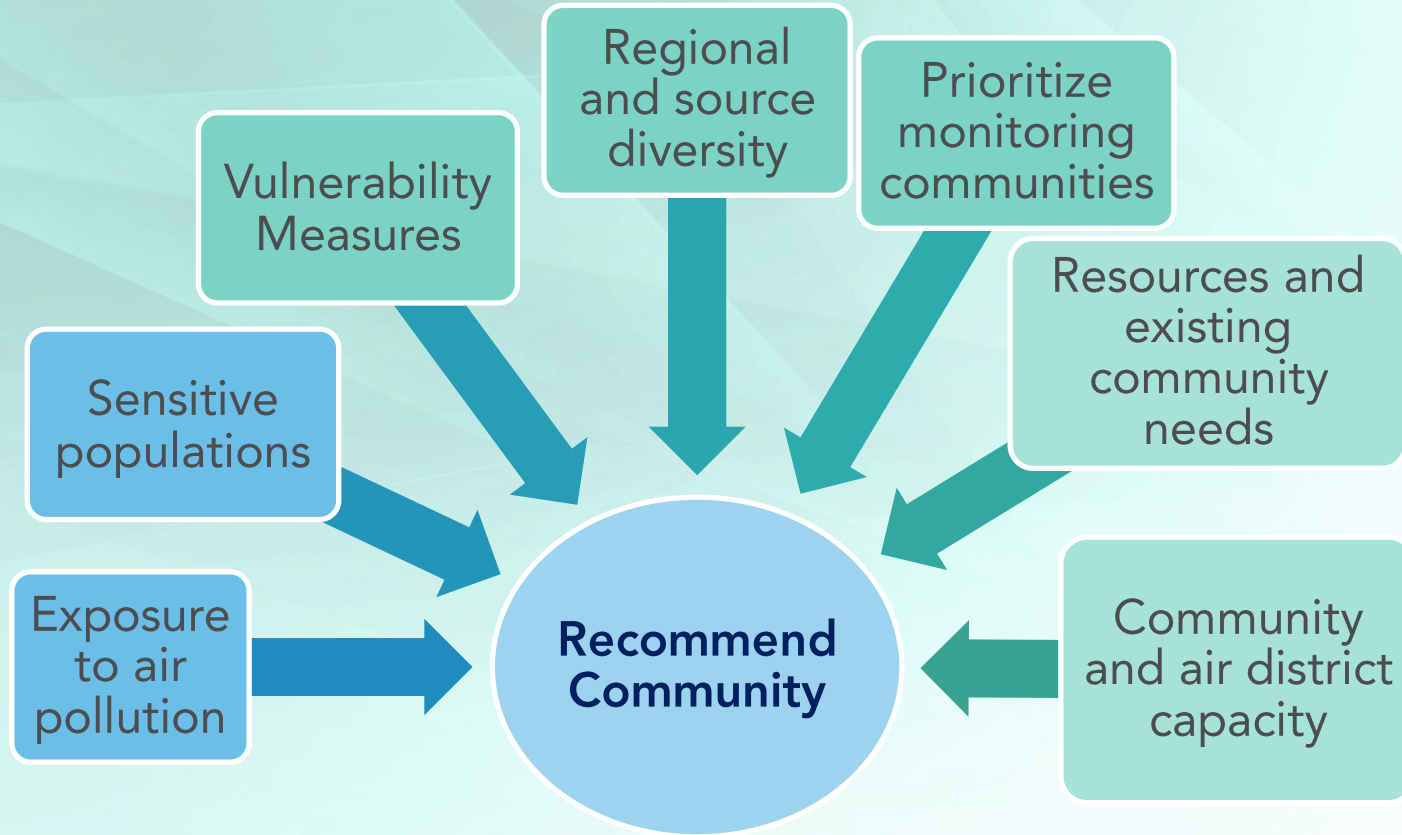 Regional
and source
diversity
Prioritize
monitoring
communities
Vulnerability
Measures
Resources and
existing
community
needs
Sensitive
populations
Exposure
to air
pollution
Recommend
Community
Community
and air district
capacity